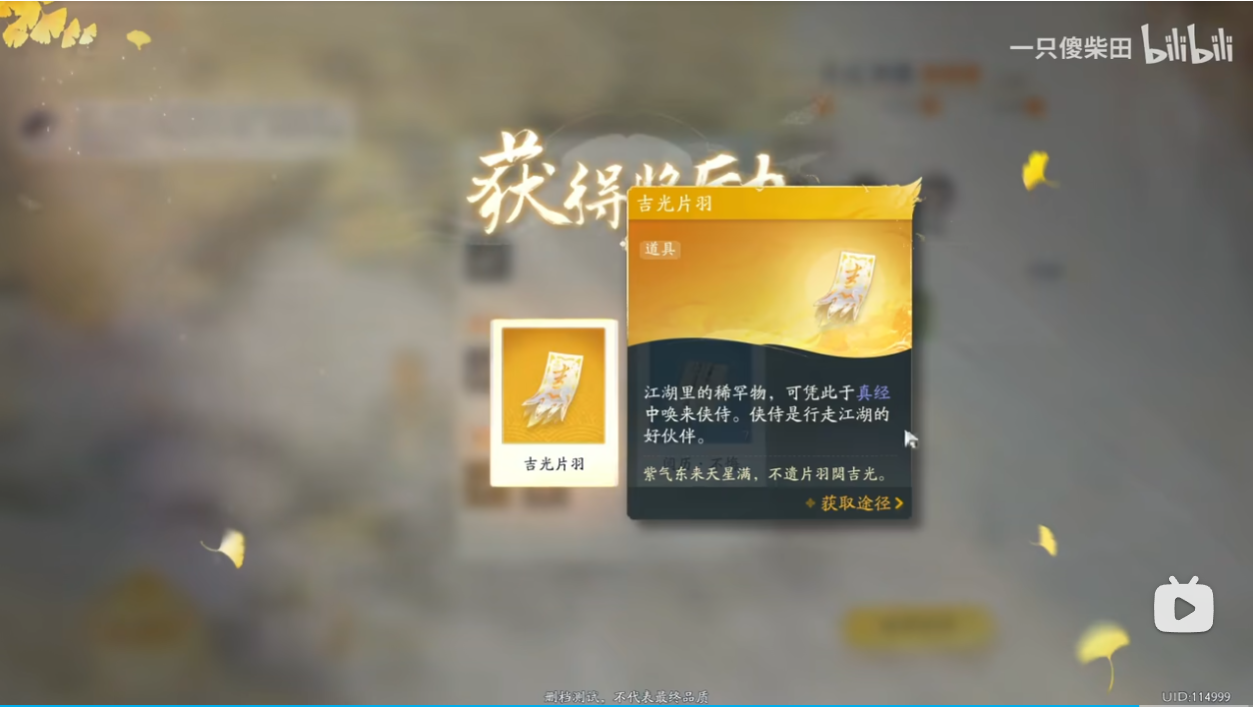 一只傻柴田 bilibili
获得奖励
吉光片羽
道具
江湖里的稀罕物，可凭此于真经
中唤来侠侍。侠侍是行走江湖的
好伙伴。
吉光片羽
紫气东来天星满，不遗片羽閲吉光。
获取途径
删档测试，不代表最终品质
UID:114999